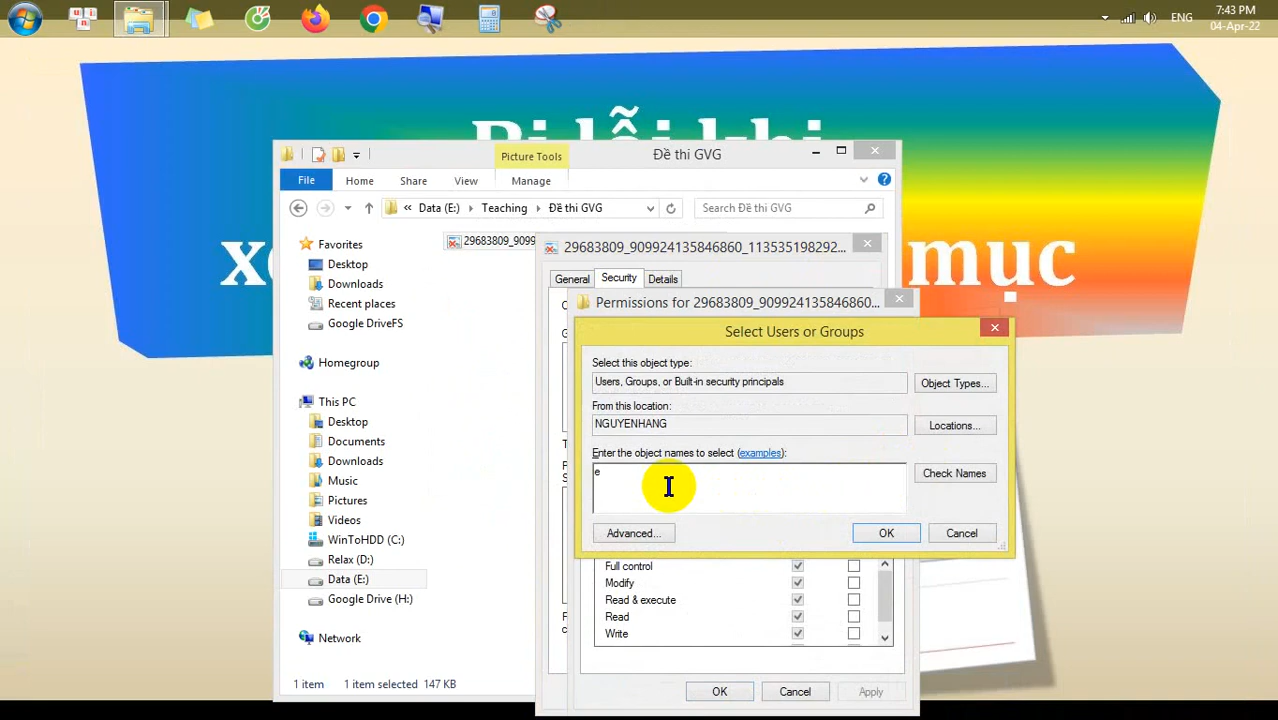 7:43 PM
ENG
04-Apr-22
Bị lỗi khi
mục
Picture Tools
Đề thi GVG
File
Home
Share
View
Manage
Data (E:)
Teaching
Đề thi GVG
Search Đề thi GVG
Favorites
Desktop
Downloads
Recent places
Google DriveFS
Homegroup
This PC
Desktop
Documents
Downloads
Music
Pictures
Videos
WinToHDD (C:)
Relax (D:)
Data (E:)
Google Drive (H:)
Network
1 item
1 item selected 147 KB
29683809_9099
29683809_909924135846860_113535198292...
General
Security
Details
Permissions for 29683809_909924135846860...
Select Users or Groups
Select this object type:
Users, Groups, or Built-in security principals
Object Types...
From this location:
NGUYENHANG
Locations...
Enter the object names to select (examples):
e
Check Names
Advanced...
OK
Cancel
Full control
Modify
Read & execute
Read
Write
OK
Cancel
Apply